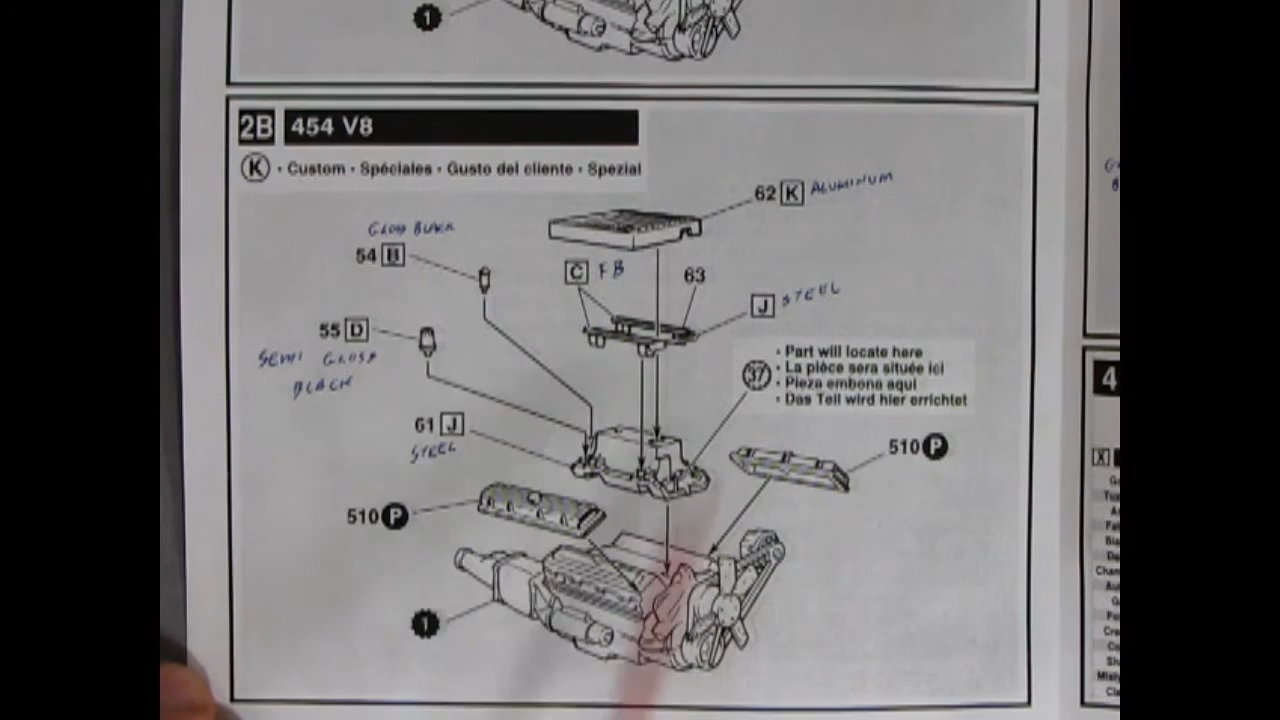 1
2B 454 V8
K • Custom • Spéciales • Gusto del cliente • Spezial
62 K ALUMINUM
GLOSS BLACK
54 B
C FB 63
J STEEL
55 D
SEMI GLOSS
BLACK
37
• Part will locate here
• La pièce sera située ici
• Pieza embona aqui
• Das Teil wird hier errichtet
61 J
STEEL
510 P
510 P
1
4
X